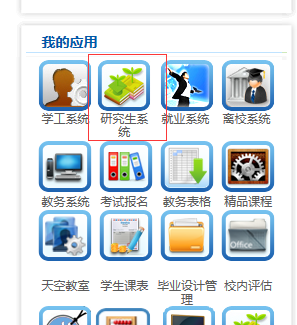 我的应用
学工系统 研究生系 就业系统 离校系统
统
教务系统 考试报名 教务表格 精品课程
Office
天空教室 学生课表 毕业设计管 校内评估
理